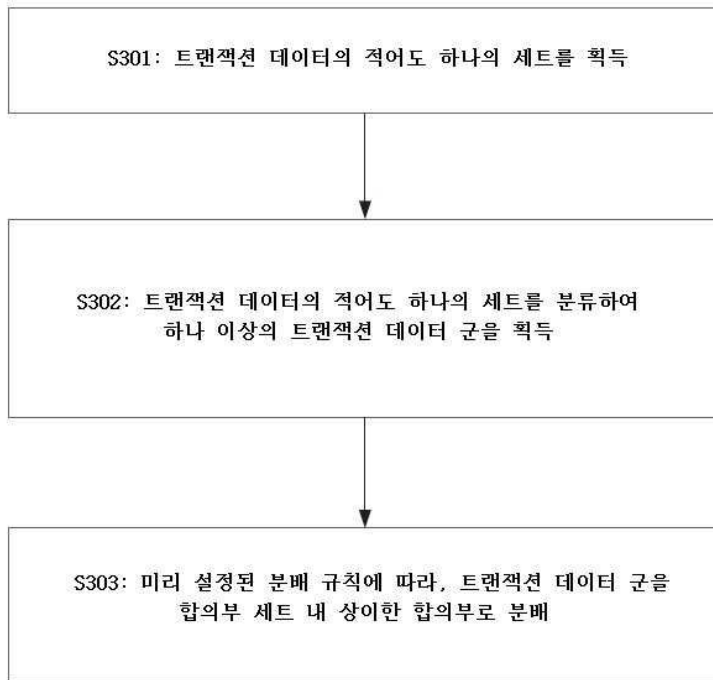 S301: 트랜잭션 데이터의 적어도 하나의 세트를 획득
S302: 트랜잭션 데이터의 적어도 하나의 세트를 분류하여
하나 이상의 트랜잭션 데이터 군을 획득
S303: 미리 설정된 분배 규칙에 따라, 트랜잭션 데이터 군을
합의부 세트 내 상이한 합의부로 분배